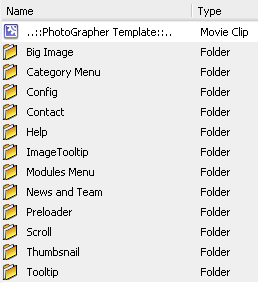 Name Type
..::PhotoGrapher Template::.. Movie Clip
Big Image Folder
Category Menu Folder
Config Folder
Contact Folder
Help Folder
ImageTooltip Folder
Modules Menu Folder
News and Team Folder
Preloader Folder
Scroll Folder
Thumbsnail Folder
Tooltip Folder